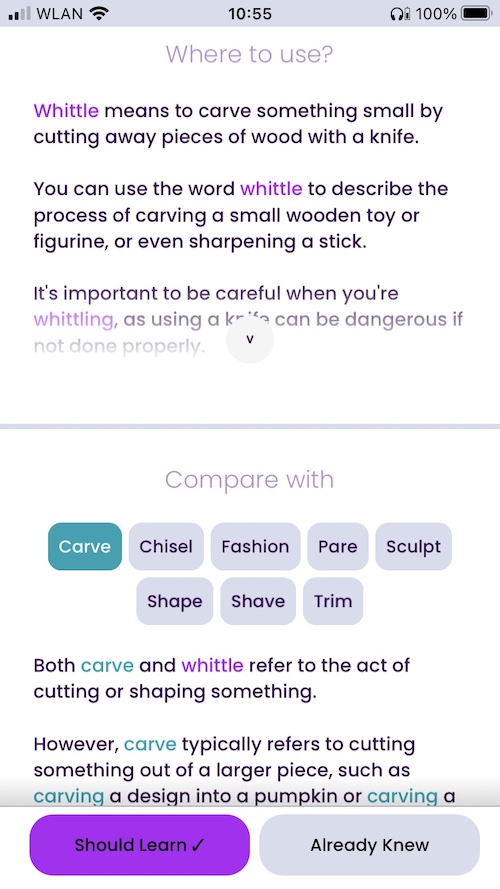 WLAN 10:55 100%
Where to use?
Whittle means to carve something small by
cutting away pieces of wood with a knife.
You can use the word whittle to describe the
process of carving a small wooden toy or
figurine, or even sharpening a stick.
It's important to be careful when you're
whittling, as using a knife can be dangerous if
not done properly.
v
Compare with
Carve Chisel Fashion Pare Sculpt
Shape Shave Trim
Both carve and whittle refer to the act of
cutting or shaping something.
However, carve typically refers to cutting
something out of a larger piece, such as
carving a design into a pumpkin or carving a
Should Learn ✓ Already Knew